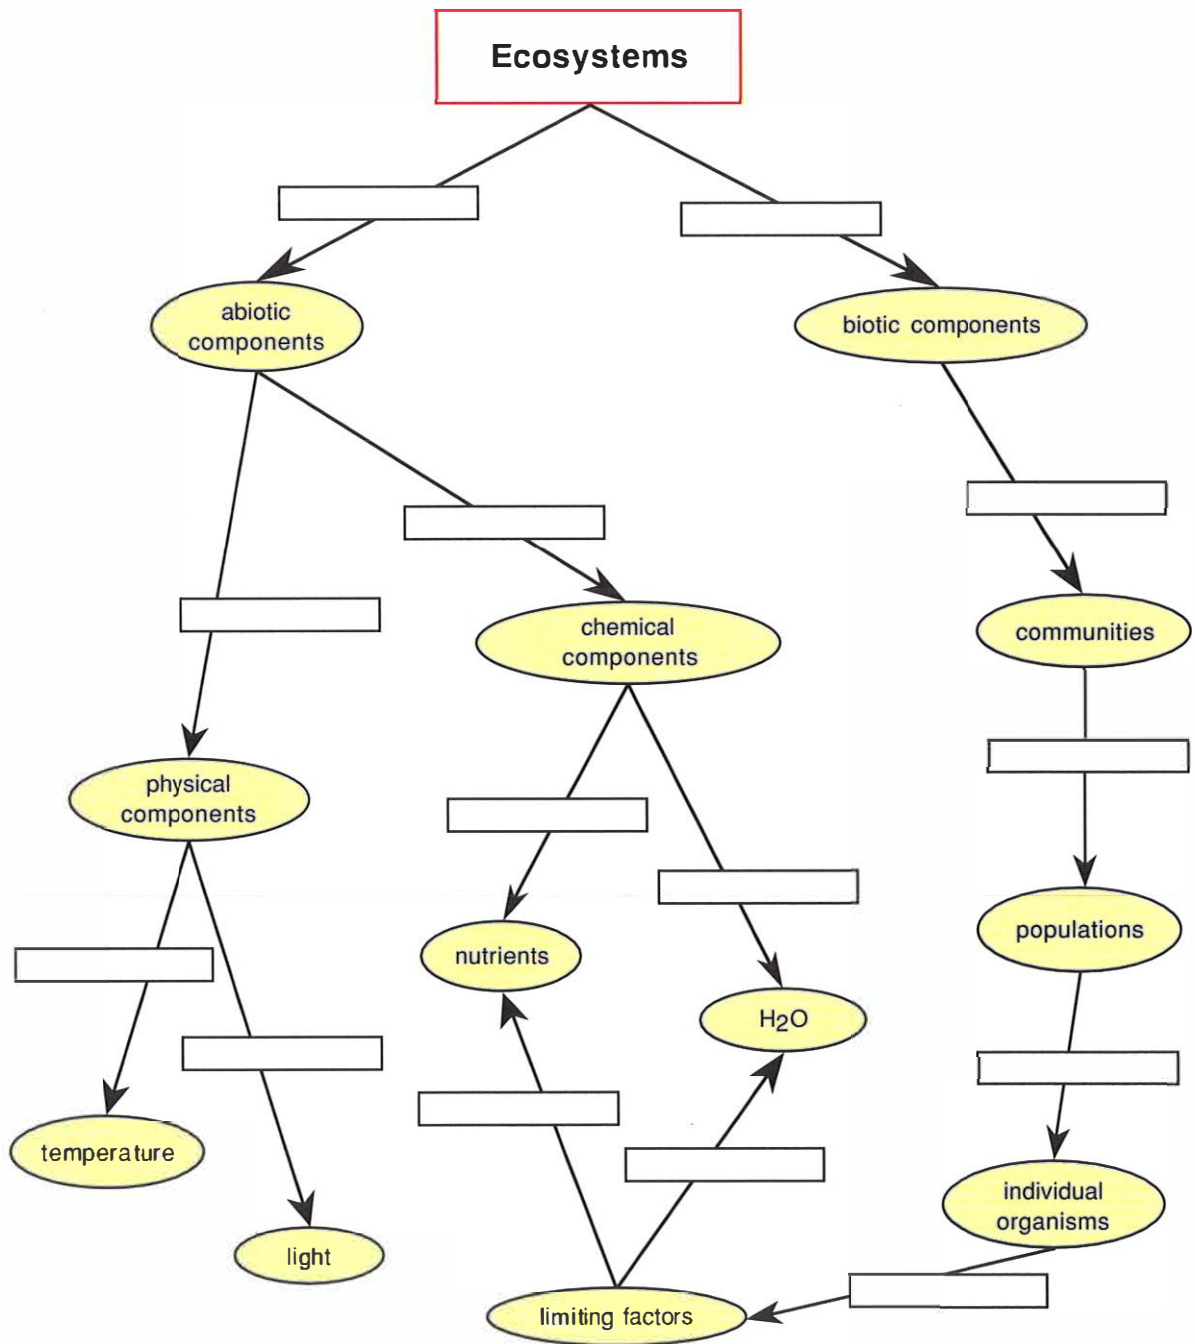 Ecosystems
abiotic
components
biotic components
chemical
components
communities
physical
components
populations
nutrients
H₂O
temperature
individual
organisms
light
limiting factors